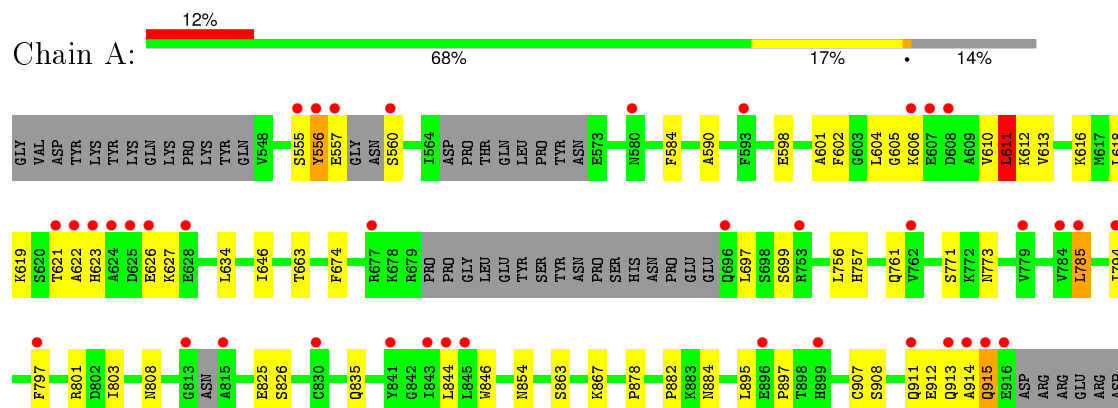 12%
Chain A:
68% 17% • 14%
GLY VAL ASP TYR LYS TYR LYS GLN LYS PRO LYS TYR GLN V548 S555 Y556 E557 GLY ASN S560 I564 ASP PRO THR GLN LEU PRO TYR ASN E573 N580 F584 A590 F593 E598 A601 F602 G603 L604 G605 K606 E607 D608 A609 V610 L611 K612 V613 K616 M617 L618
K619 S620 T621 A622 H623 A624 D625 E626 K627 E628 L634 I646 T663 F674 R677 K678 R679 PRO PRO GLY LEU GLU TYR SER TYR ASN PRO SER HIS ASN PRO GLU GLU Q696 L697 S698 S699 R753 L756 H757 Q761 V762 S771 K772 N773 V779 V784 L785 I794
F797 R801 D802 I803 N808 G813 ASN A815 E825 S826 C830 Q835 Y841 G842 I843 L844 L845 W846 N854 S863 K867 P878 P882 K883 N884 L895 E896 P897 T898 H899 C907 S908 Q911 E912 Q913 A914 Q915 E916 ASP ARG ARG GLU ARG ASP